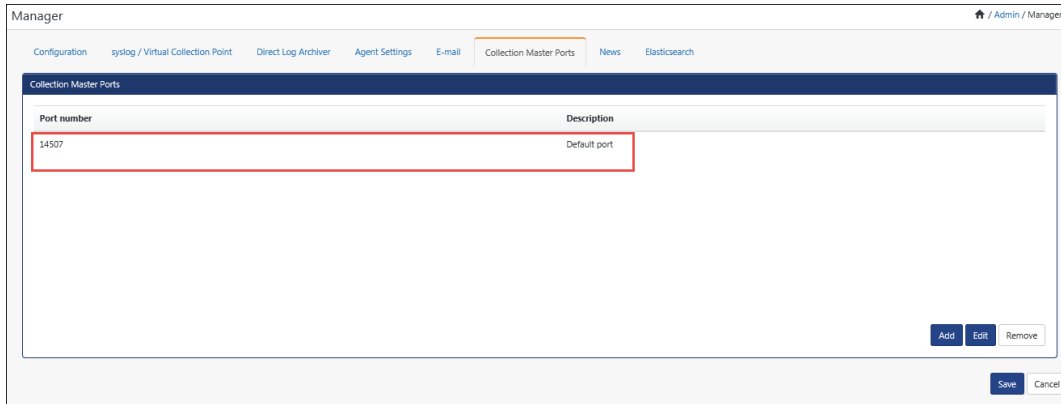 Manager
/ Admin / Manager
Configuration syslog / Virtual Collection Point Direct Log Archiver Agent Settings E-mail Collection Master Ports News Elasticsearch
Collection Master Ports
Port number Description
14507 Default port
Add Edit Remove
Save Cancel